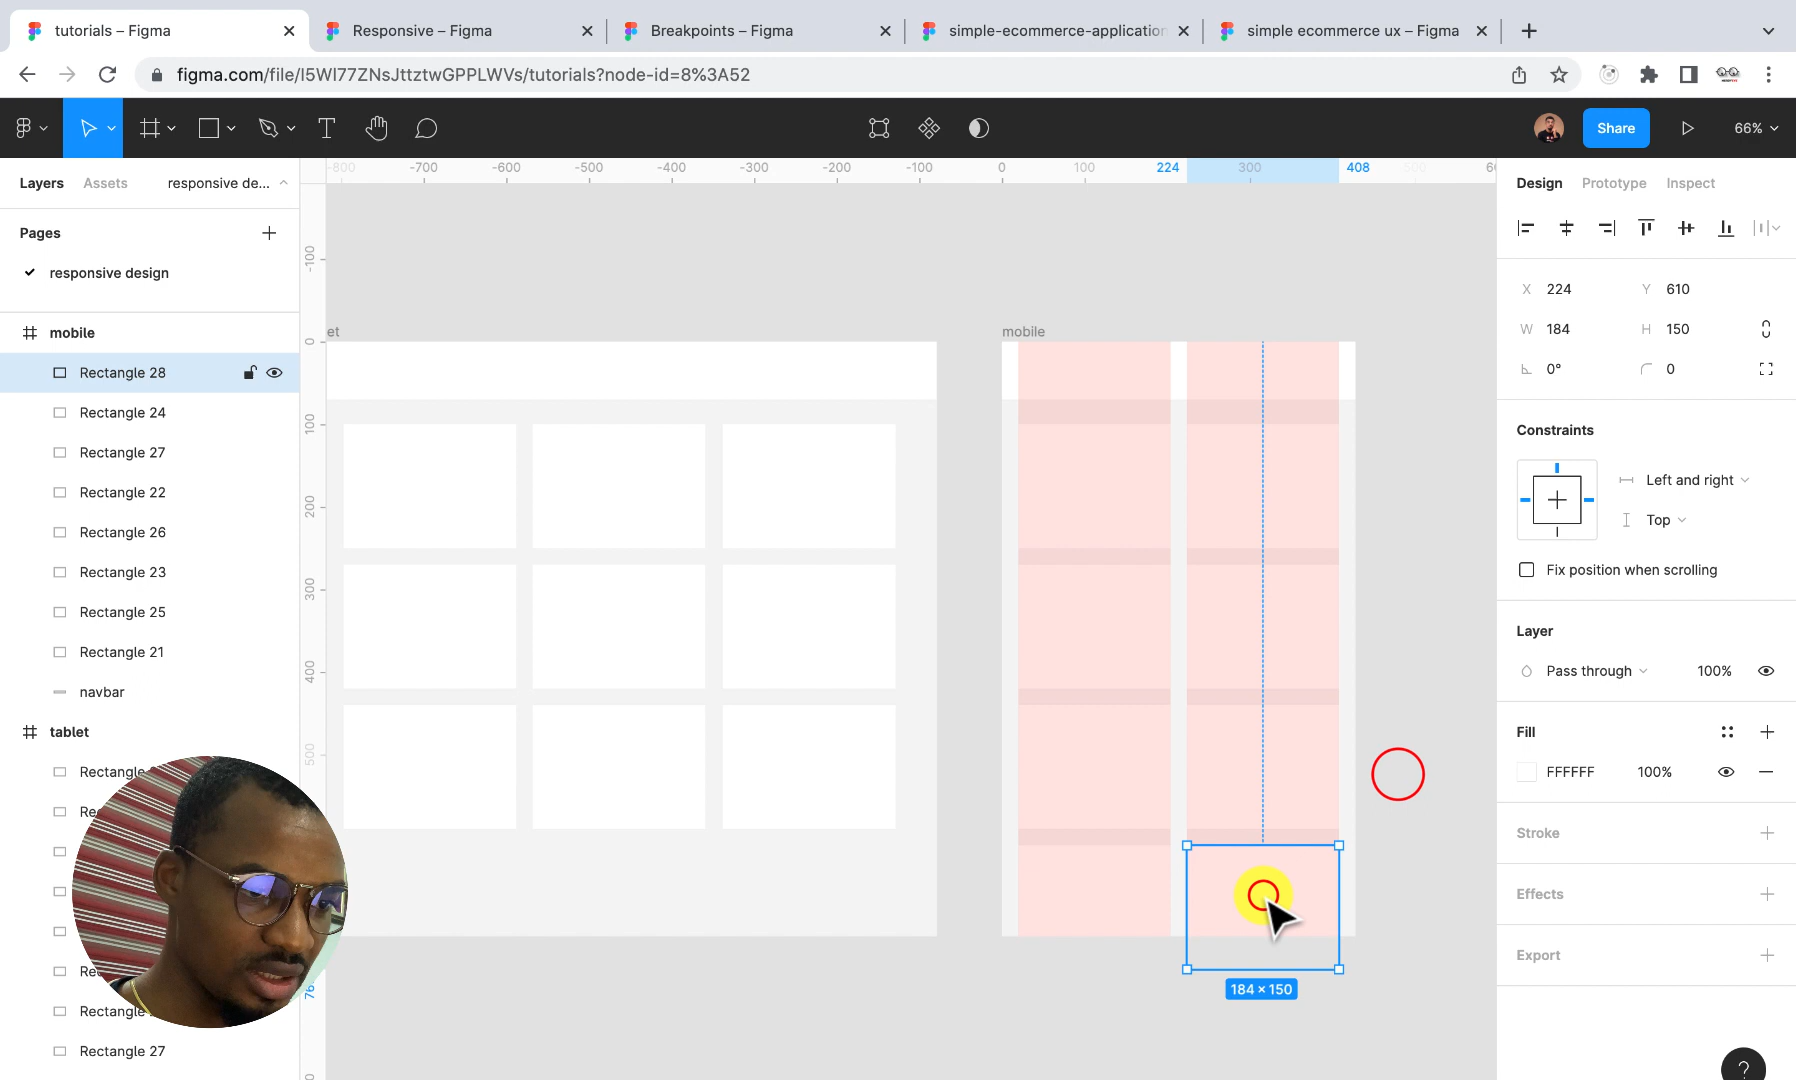 tutorials – Figma
Responsive – Figma
Breakpoints – Figma
simple-ecommerce-application
simple ecommerce ux – Figma
figma.com/file/I5WI77ZNsJttztwGPPLWVs/tutorials?node-id=8%3A52
Share
66%
Layers
Assets
responsive de...
-800
-700
-600
-500
-400
-300
-200
-100
0
100
224
300
408
500
Design
Prototype
Inspect
Pages
responsive design
mobile
Rectangle 28
Rectangle 24
Rectangle 27
Rectangle 22
Rectangle 26
Rectangle 23
Rectangle 25
Rectangle 21
navbar
tablet
Rectangle
Rectangle 27
-100
0
100
200
300
400
500
et
mobile
184 × 150
X 224
Y 610
W 184
H 150
0°
0
Constraints
Left and right
Top
Fix position when scrolling
Layer
Pass through
100%
Fill
FFFFFF
100%
Stroke
Effects
Export
?